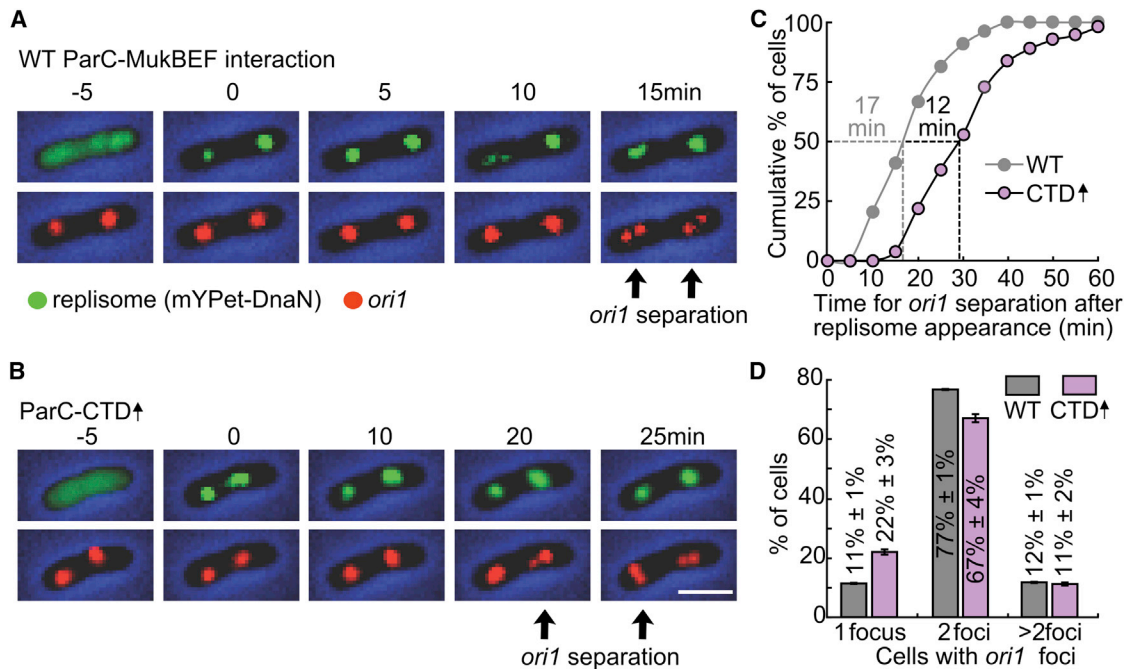 A
WT ParC-MukBEF interaction
-5 0 5 10 15min
replisome (mYPet-DnaN) ori1
ori1 separation
B
ParC-CTD↑
-5 0 10 20 25min
ori1 separation
C
Cumulative % of cells
100
75
50
25
0
17 min
12 min
WT
CTD↑
0 10 20 30 40 50 60
Time for ori1 separation after
replisome appearance (min)
D
% of cells
80
60
40
20
0
WT CTD↑
11% ± 1%
22% ± 3%
77% ± 1%
67% ± 4%
12% ± 1%
11% ± 2%
1 focus 2 foci >2foci
Cells with ori1 foci